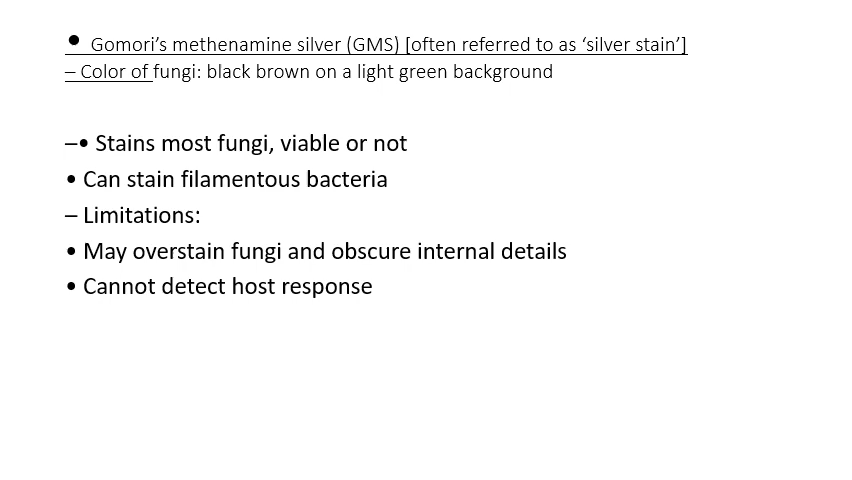 • Gomori’s methenamine silver (GMS) [often referred to as ‘silver stain’]
– Color of fungi: black brown on a light green background
–• Stains most fungi, viable or not
• Can stain filamentous bacteria
– Limitations:
• May overstain fungi and obscure internal details
• Cannot detect host response